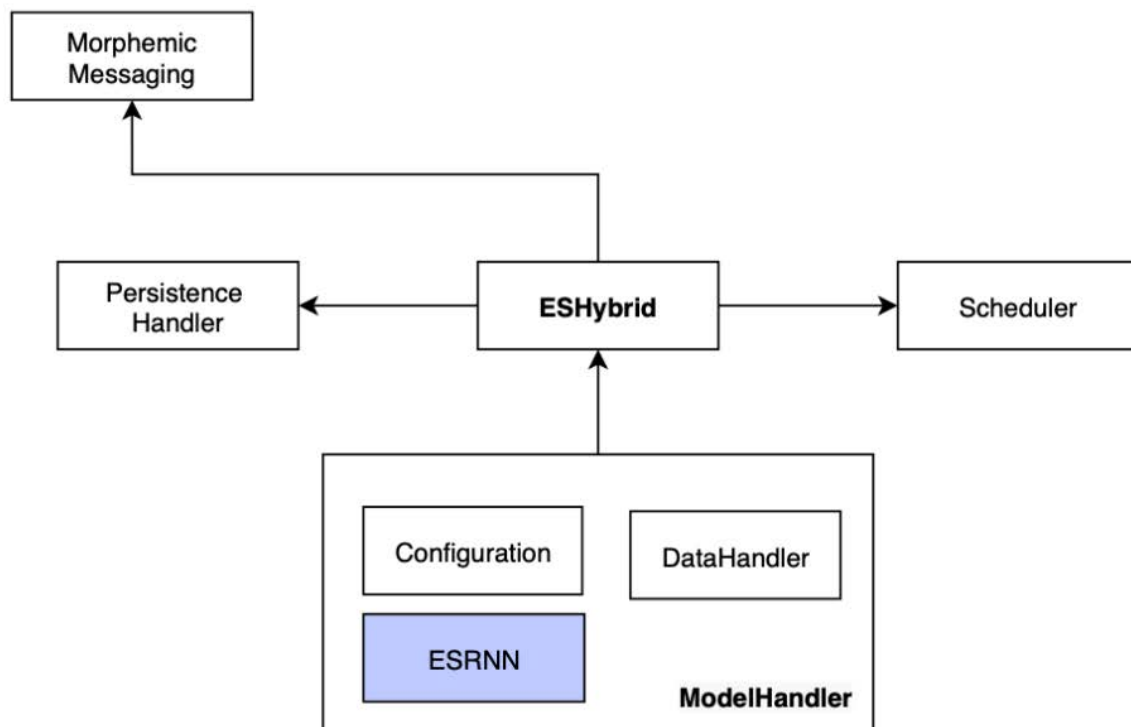 Morphemic
Messaging
Persistence
Handler
ESHybrid
Scheduler
Configuration
DataHandler
ESRNN
ModelHandler